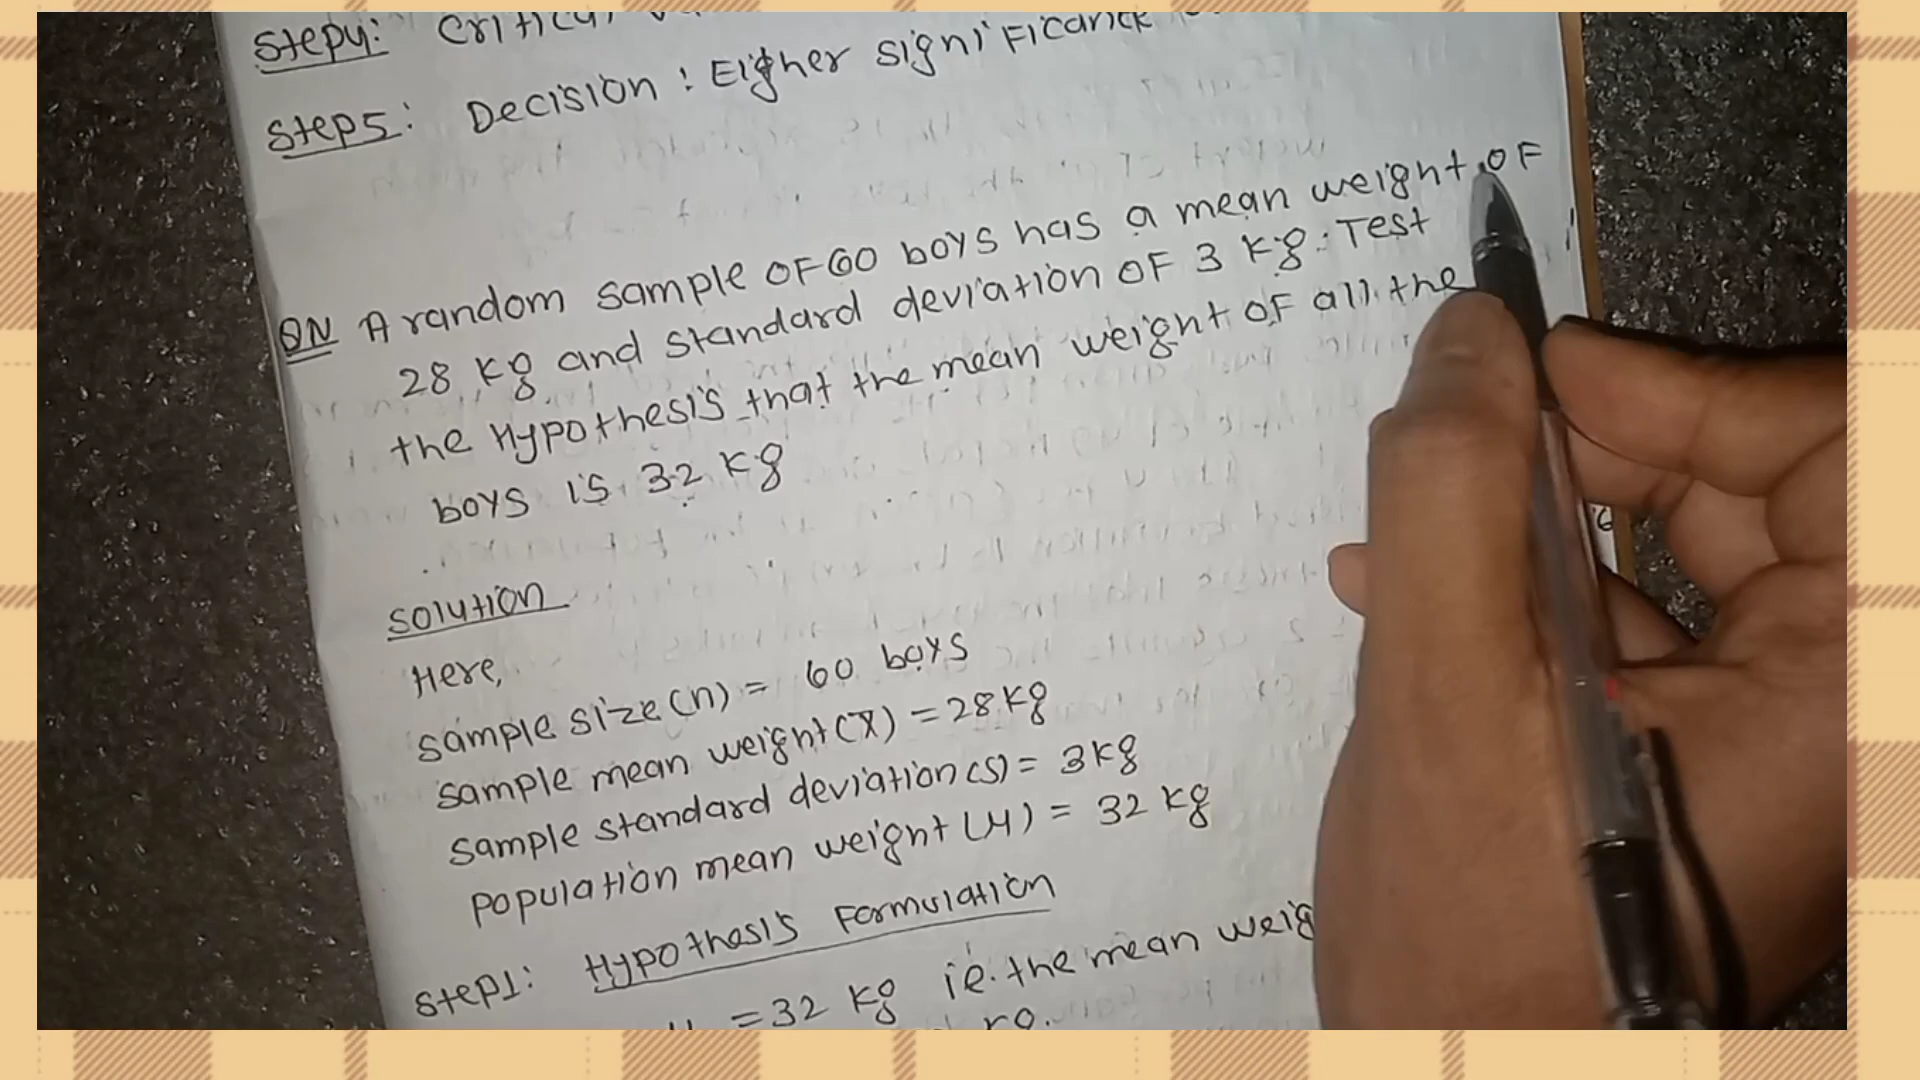 Step4: Critical
Step5: Decision : Eigher significance
QN A random sample OF 60 boys has a mean weight OF
28 kg and standard deviation OF 3 kg. Test
the Hypothesis that the mean weight OF all the
boys is 32 kg
solution
Here,
sample size (n) = 60 boys
sample mean weight (x̄) = 28 kg
sample standard deviation (s) = 3 kg
population mean weight (μ) = 32 kg
step1: Hypothesis Formulation
= 32 kg ie. the mean weig